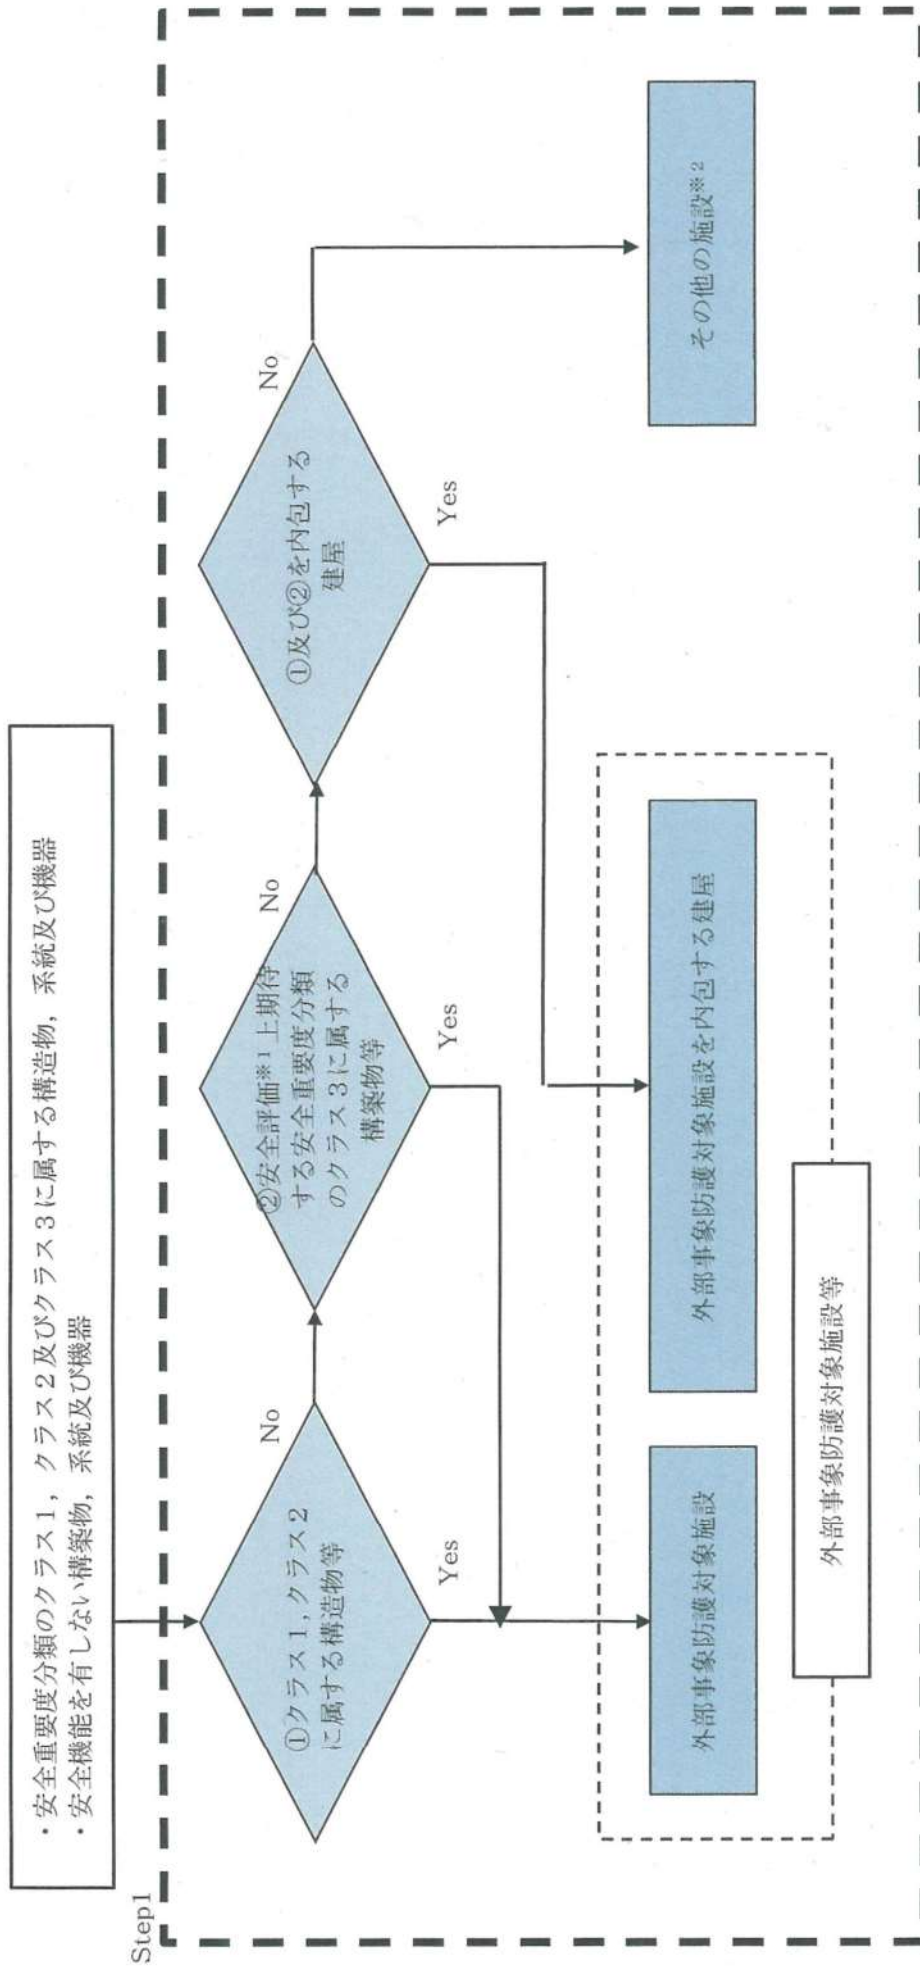 ・安全重要度分類のクラス1，クラス2及びクラス3に属する構造物，系統及び機器
・安全機能を有しない構築物，系統及び機器
Step1
①クラス1，クラス2
に属する構造物等
No
Yes
②安全評価※1上期待
する安全重要度分類
のクラス3に属する
構築物等
No
Yes
①及び②を内包する
建屋
No
Yes
外部事象防護対象施設
外部事象防護対象施設を内包する建屋
その他の施設※2
外部事象防護対象施設等